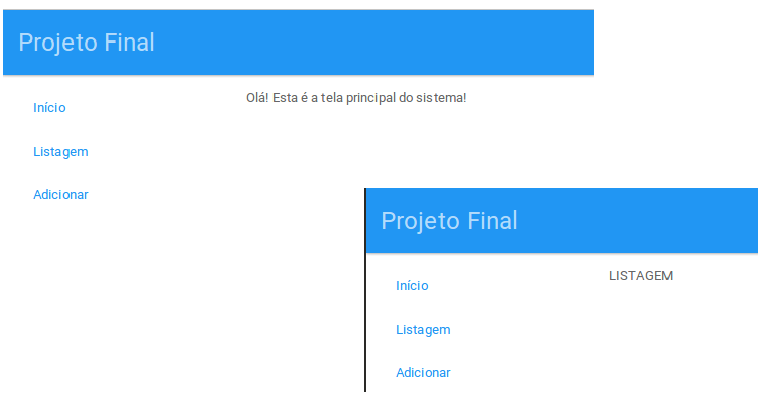 Projeto Final
Início
Olá! Esta é a tela principal do sistema!
Listagem
Adicionar
Projeto Final
Início
LISTAGEM
Listagem
Adicionar